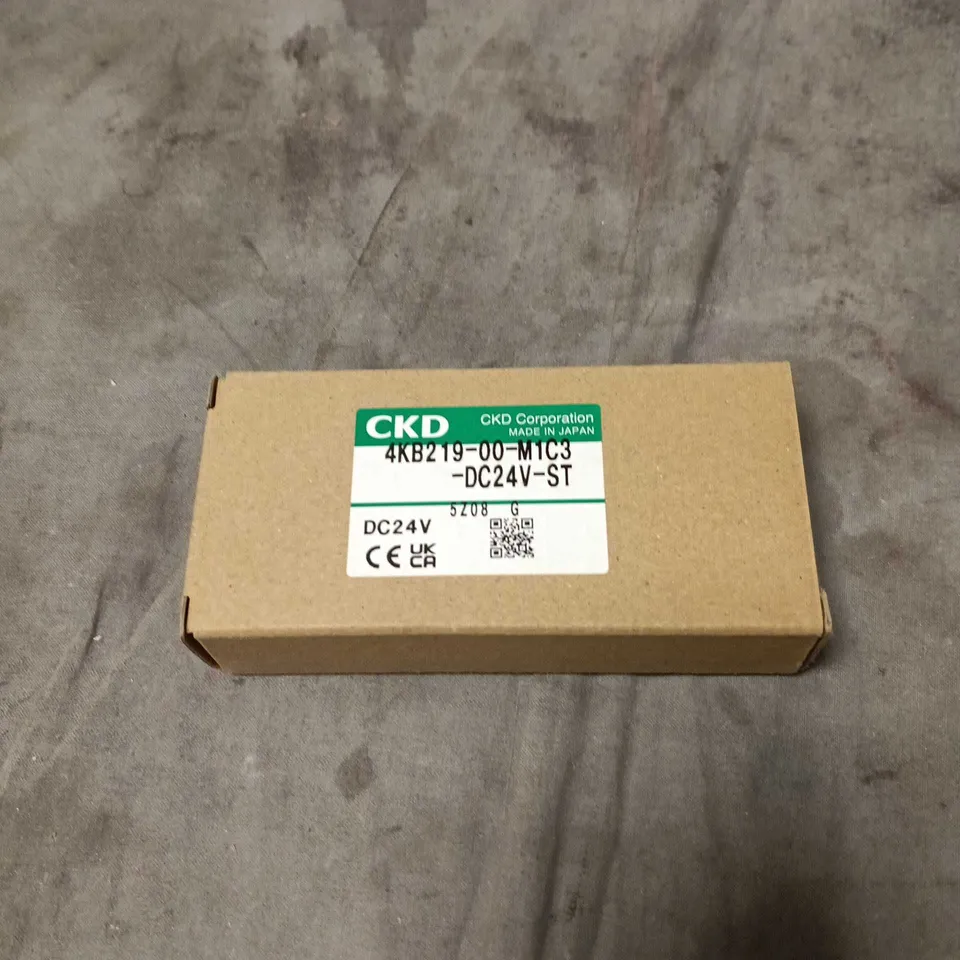 CKD CKD Corporation
MADE IN JAPAN
4KB219-00-M1C3
-DC24V-ST
5Z08 G
DC24V
CE UK
CA